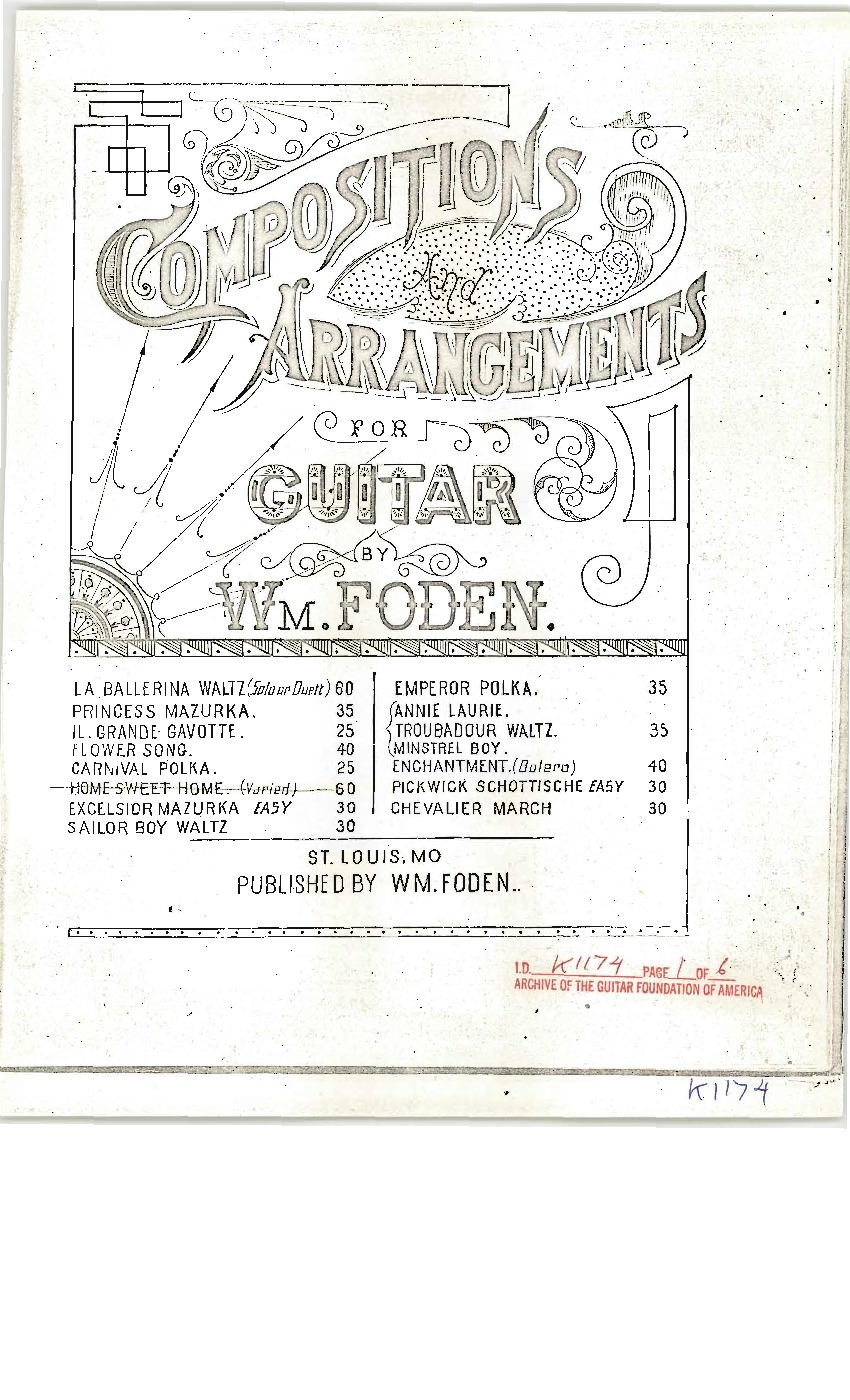 COMPOSITIONS
And
ARRANGEMENTS
FOR
GUITAR
BY
WM. FODEN.
LA BALLERINA WALTZ (Solo or Duett) 60
PRINCESS MAZURKA. 35
IL GRANDE GAVOTTE. 25
FLOWER SONG. 40
CARNIVAL POLKA. 25
HOME SWEET HOME. (Varied) 60
EXCELSIOR MAZURKA EASY 30
SAILOR BOY WALTZ 30
EMPEROR POLKA. 35
ANNIE LAURIE.
TROUBADOUR WALTZ. 35
MINSTREL BOY.
ENCHANTMENT. (Bolero) 40
PICKWICK SCHOTTISCHE EASY 30
CHEVALIER MARCH 30
ST. LOUIS, MO
PUBLISHED BY WM. FODEN..
I.D. K1174 PAGE 1 OF 6
ARCHIVE OF THE GUITAR FOUNDATION OF AMERICA
K1174